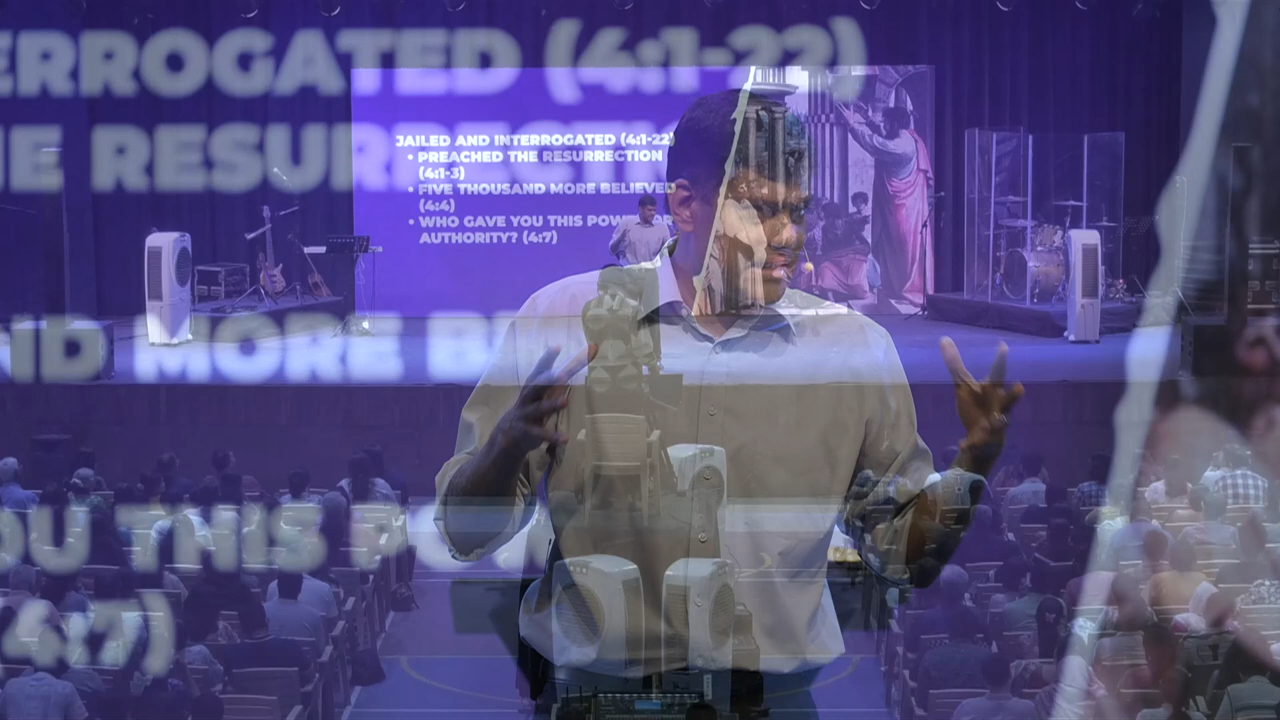 ERROGATED (4:1-22)
E RESURRECTIO
ND MORE BE
OU THIS PO
(4:7)
JAILED AND INTERROGATED (4:1-22)
• PREACHED THE RESURRECTION
(4:1-3)
• FIVE THOUSAND MORE BELIEVED
(4:4)
• WHO GAVE YOU THIS POWER OR
AUTHORITY? (4:7)